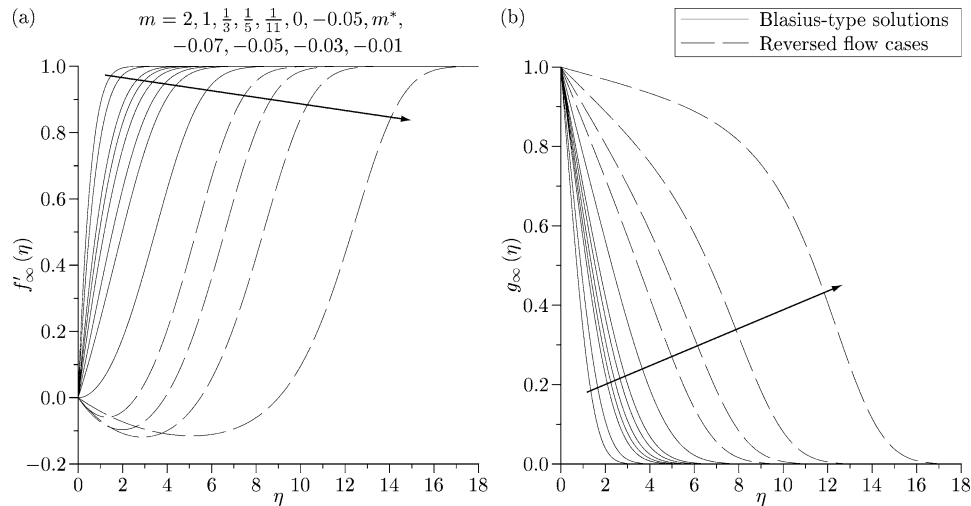 (a)
m = 2, 1, 1/3, 1/5, 1/11, 0, −0.05, m*,
−0.07, −0.05, −0.03, −0.01
1.0
0.8
0.6
0.4
0.2
0.0
−0.2
f′∞(η)
0 2 4 6 8 10 12 14 16 18
η
(b)
Blasius-type solutions
Reversed flow cases
1.0
0.8
0.6
0.4
0.2
0.0
g∞(η)
0 2 4 6 8 10 12 14 16 18
η